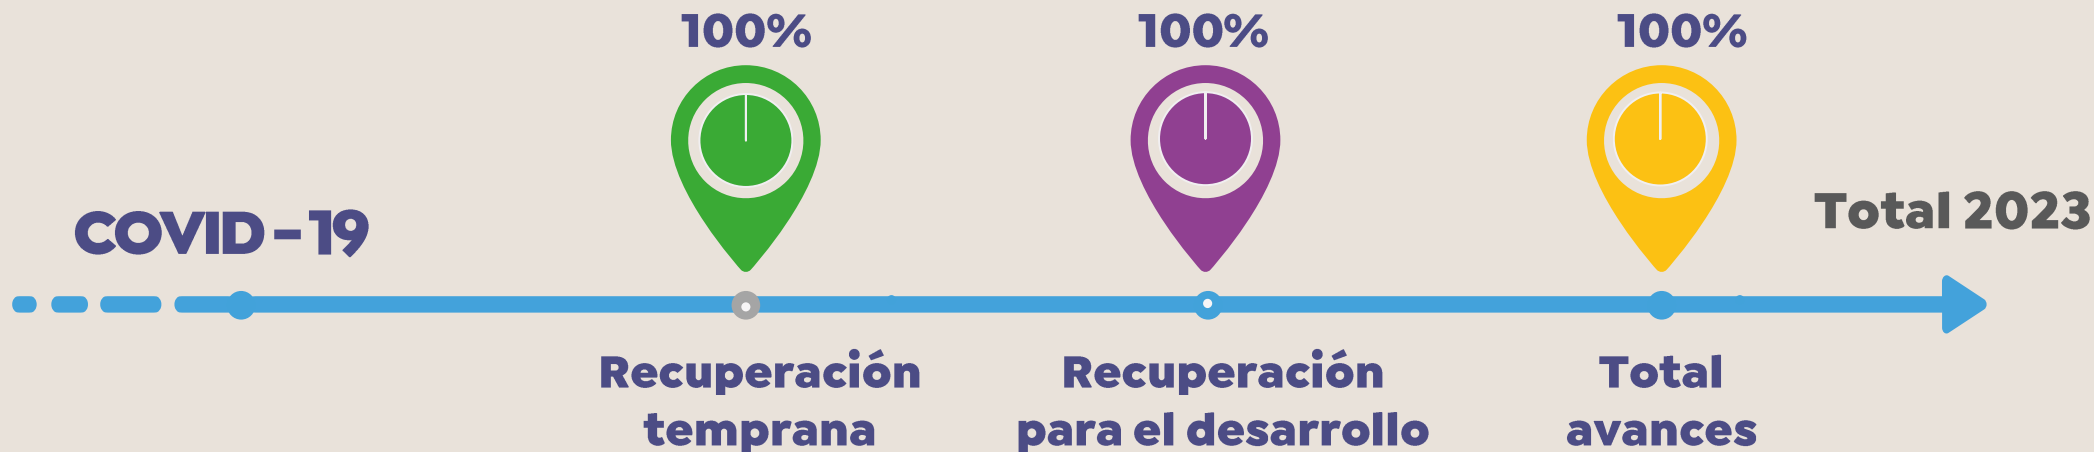 100%
100%
100%
COVID - 19
Total 2023
Recuperación
temprana
Recuperación
para el desarrollo
Total
avances